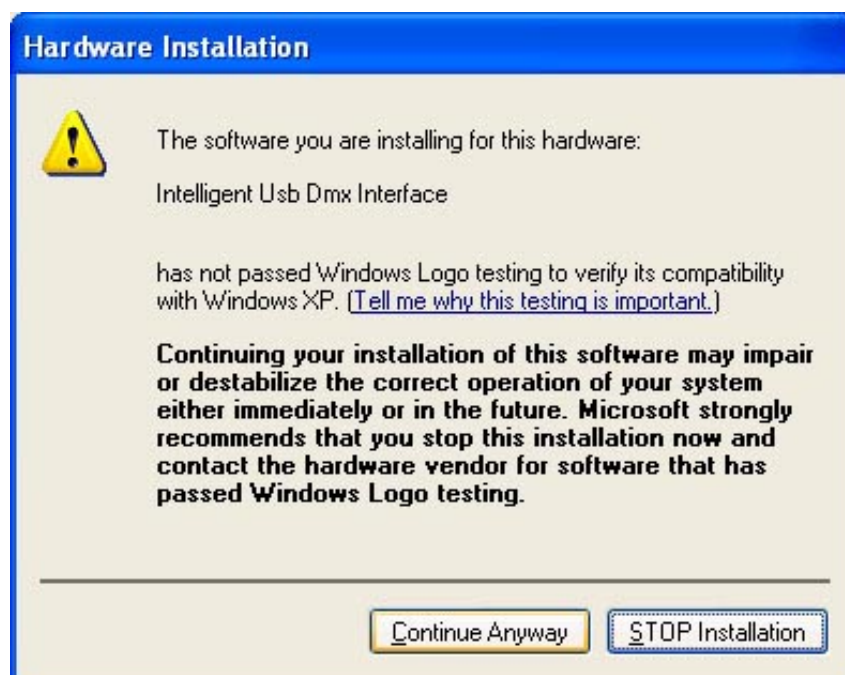 Hardware Installation
The software you are installing for this hardware:
Intelligent Usb Dmx Interface
has not passed Windows Logo testing to verify its compatibility
with Windows XP. (Tell me why this testing is important.)
Continuing your installation of this software may impair
or destabilize the correct operation of your system
either immediately or in the future. Microsoft strongly
recommends that you stop this installation now and
contact the hardware vendor for software that has
passed Windows Logo testing.
Continue Anyway
STOP Installation